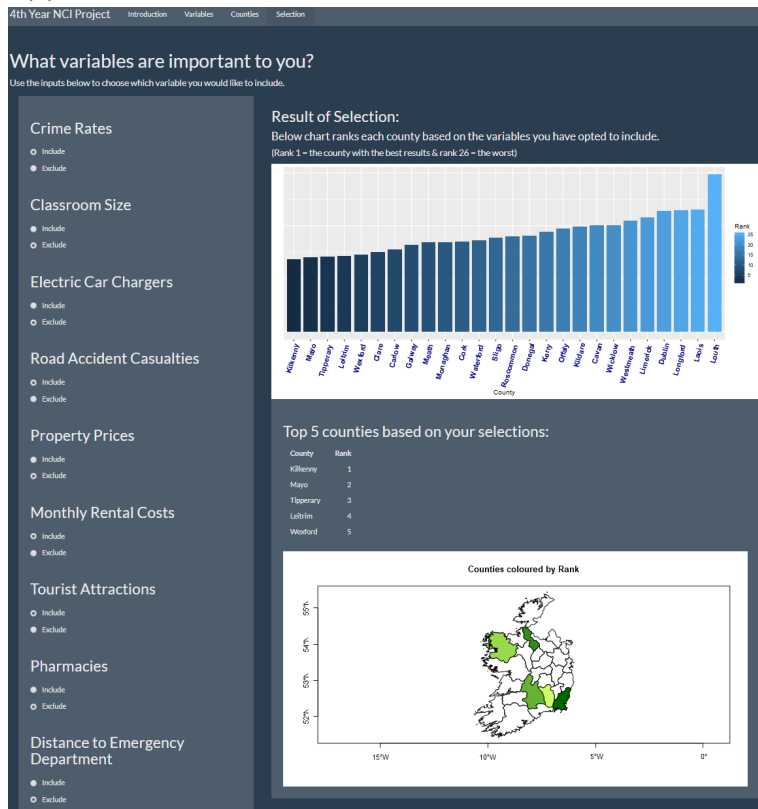 4th Year NCI Project Introduction Variables Counties Selection
What variables are important to you?
Use the inputs below to choose which variable you would like to include.
Crime Rates
Include
Exclude
Classroom Size
Include
Exclude
Electric Car Chargers
Include
Exclude
Road Accident Casualties
Include
Exclude
Property Prices
Include
Exclude
Monthly Rental Costs
Include
Exclude
Tourist Attractions
Include
Exclude
Pharmacies
Include
Exclude
Distance to Emergency
Department
Include
Exclude
Result of Selection:
Below chart ranks each county based on the variables you have opted to include.
(Rank 1 = the county with the best results & rank 26 = the worst)
Rank
25
20
15
10
5
Kilkenny
Mayo
Tipperary
Leitrim
Wexford
Clare
Carlow
Galway
Meath
Monaghan
Cork
Waterford
Sligo
Roscommon
Donegal
Kerry
Offaly
Kildare
Cavan
Wicklow
Westmeath
Limerick
Dublin
Longford
Laois
Louth
County
Top 5 counties based on your selections:
County Rank
Kilkenny 1
Mayo 2
Tipperary 3
Leitrim 4
Wexford 5
Counties coloured by Rank
55°N
54°N
53°N
52°N
15°W 10°W 5°W 0°